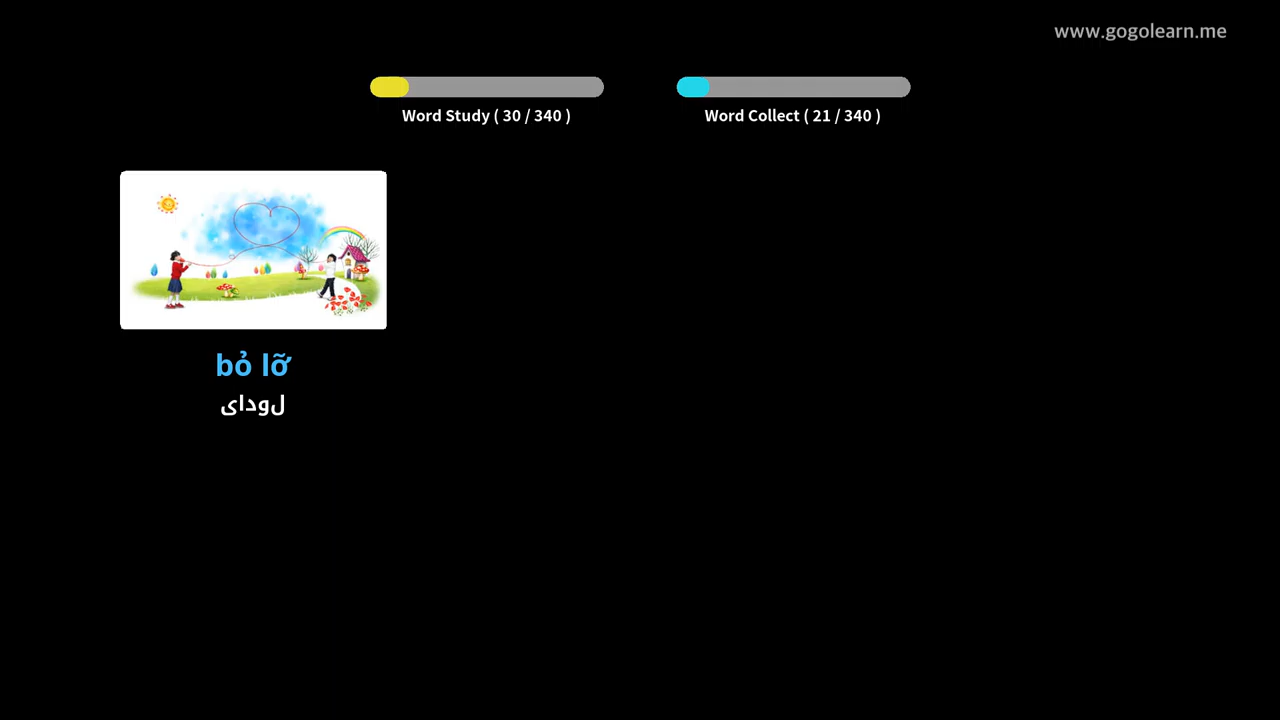 www.gogolearn.me
Word Study ( 30 / 340 )
Word Collect ( 21 / 340 )
bỏ lỡ
لودای